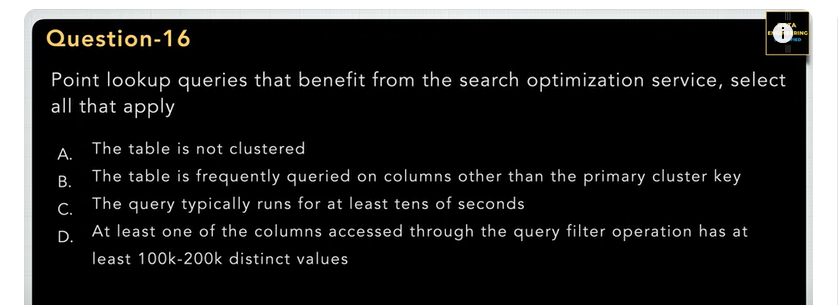 Question-16
Point lookup queries that benefit from the search optimization service, select
all that apply
A. The table is not clustered
B. The table is frequently queried on columns other than the primary cluster key
C. The query typically runs for at least tens of seconds
D. At least one of the columns accessed through the query filter operation has at
least 100k-200k distinct values